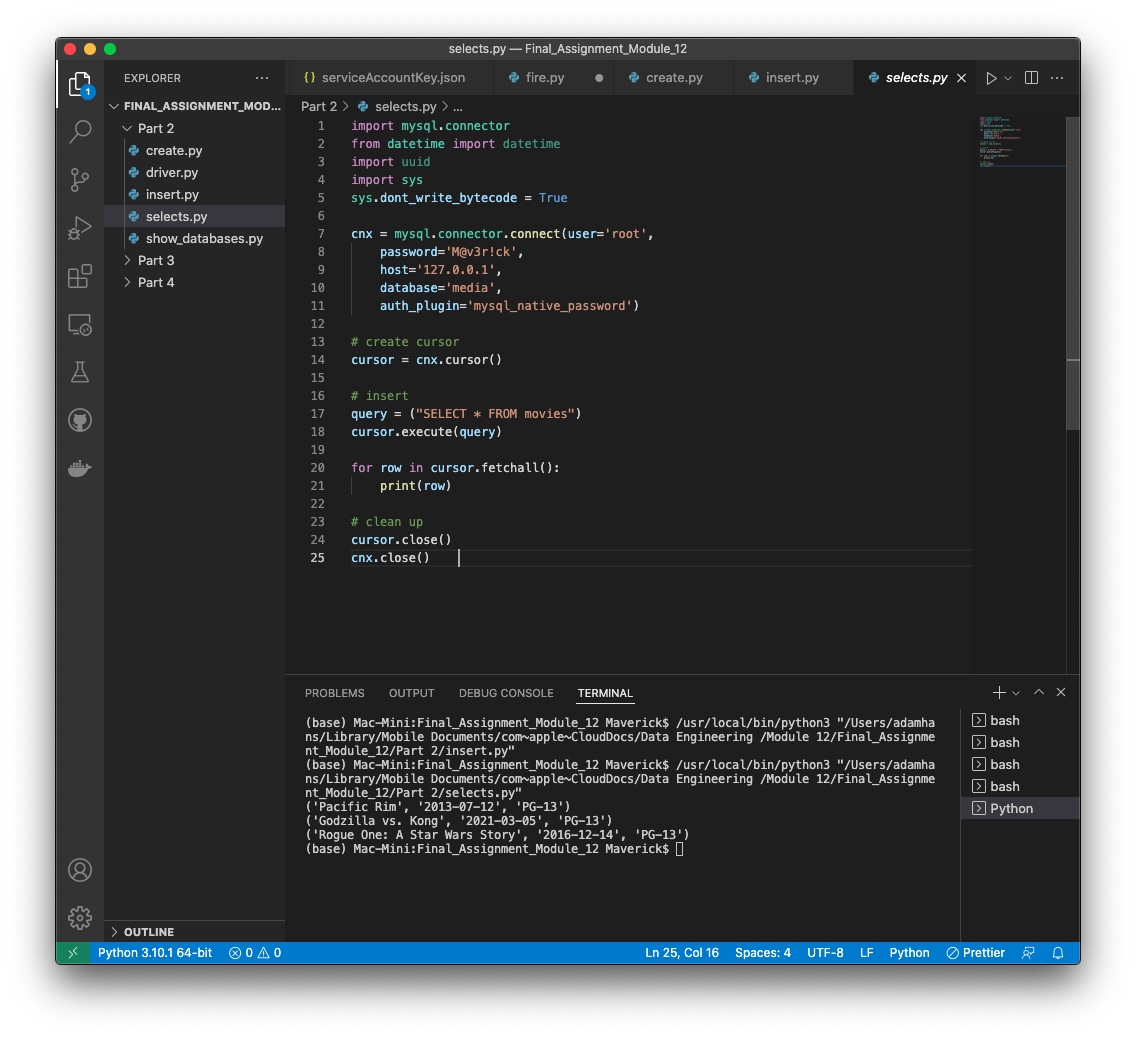 selects.py — Final_Assignment_Module_12
EXPLORER
{} serviceAccountKey.json
fire.py
create.py
insert.py
selects.py
FINAL_ASSIGNMENT_MOD...
Part 2
create.py
driver.py
insert.py
selects.py
show_databases.py
Part 3
Part 4
OUTLINE
1
Part 2 > selects.py > ...
1 import mysql.connector
2 from datetime import datetime
3 import uuid
4 import sys
5 sys.dont_write_bytecode = True
6
7 cnx = mysql.connector.connect(user='root',
8 password='M@v3r!ck',
9 host='127.0.0.1',
10 database='media',
11 auth_plugin='mysql_native_password')
12
13 # create cursor
14 cursor = cnx.cursor()
15
16 # insert
17 query = ("SELECT * FROM movies")
18 cursor.execute(query)
19
20 for row in cursor.fetchall():
21 print(row)
22
23 # clean up
24 cursor.close()
25 cnx.close()
PROBLEMS OUTPUT DEBUG CONSOLE TERMINAL
(base) Mac-Mini:Final_Assignment_Module_12 Maverick$ /usr/local/bin/python3 "/Users/adamha
ns/Library/Mobile Documents/com~apple~CloudDocs/Data Engineering /Module 12/Final_Assignme
nt_Module_12/Part 2/insert.py"
(base) Mac-Mini:Final_Assignment_Module_12 Maverick$ /usr/local/bin/python3 "/Users/adamha
ns/Library/Mobile Documents/com~apple~CloudDocs/Data Engineering /Module 12/Final_Assignme
nt_Module_12/Part 2/selects.py"
('Pacific Rim', '2013-07-12', 'PG-13')
('Godzilla vs. Kong', '2021-03-05', 'PG-13')
('Rogue One: A Star Wars Story', '2016-12-14', 'PG-13')
(base) Mac-Mini:Final_Assignment_Module_12 Maverick$
bash
bash
bash
bash
Python
Python 3.10.1 64-bit 0 0 Ln 25, Col 16 Spaces: 4 UTF-8 LF Python Prettier